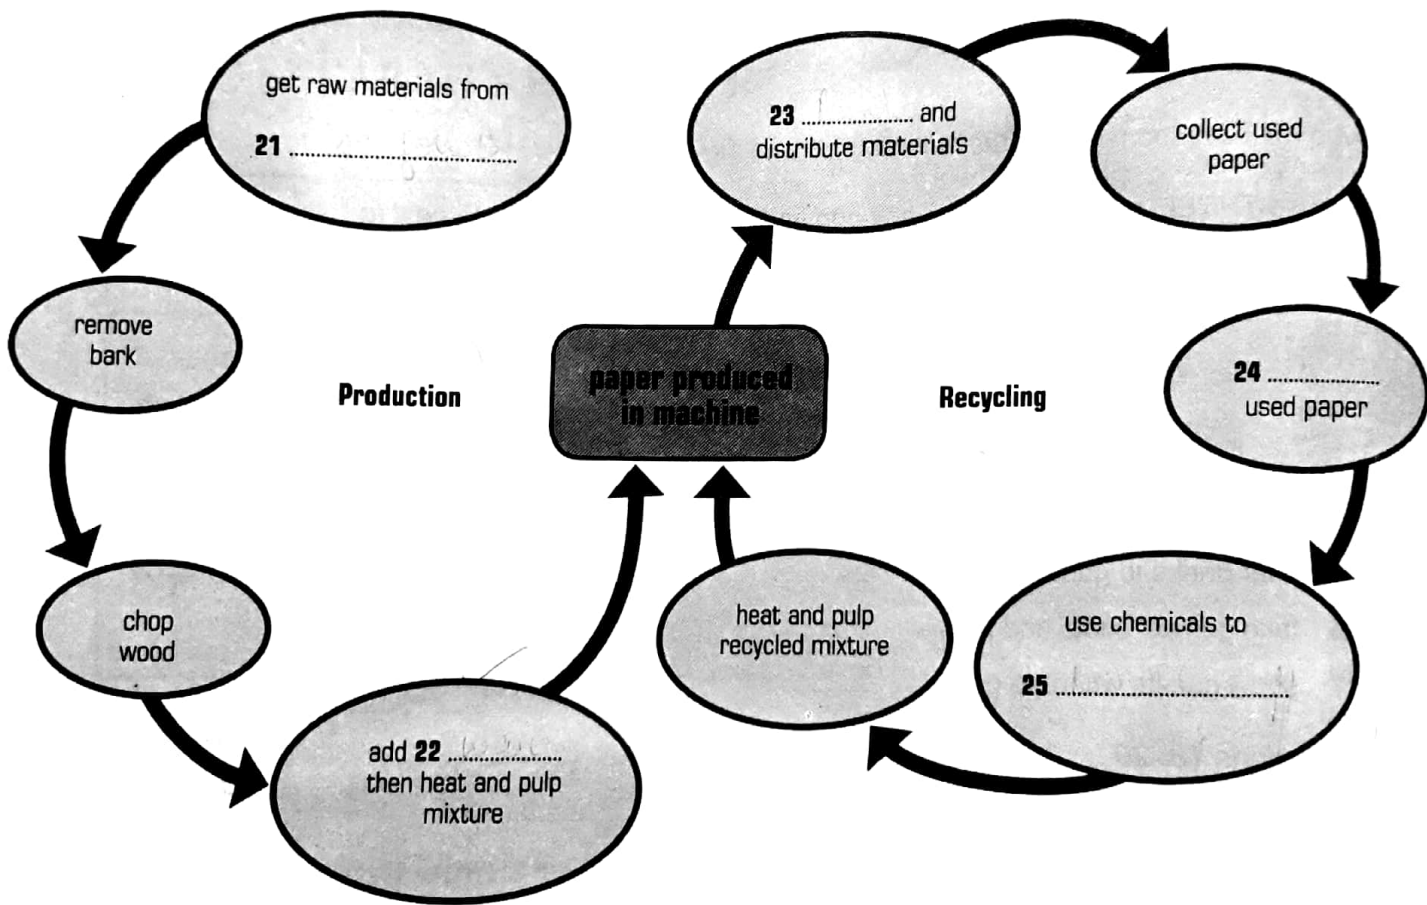 get raw materials from
21 ........................................
remove
bark
chop
wood
add 22 ....................
then heat and pulp
mixture
Production
paper produced
in machine
23 .................... and
distribute materials
collect used
paper
24 ....................
used paper
use chemicals to
25 ........................................
heat and pulp
recycled mixture
Recycling